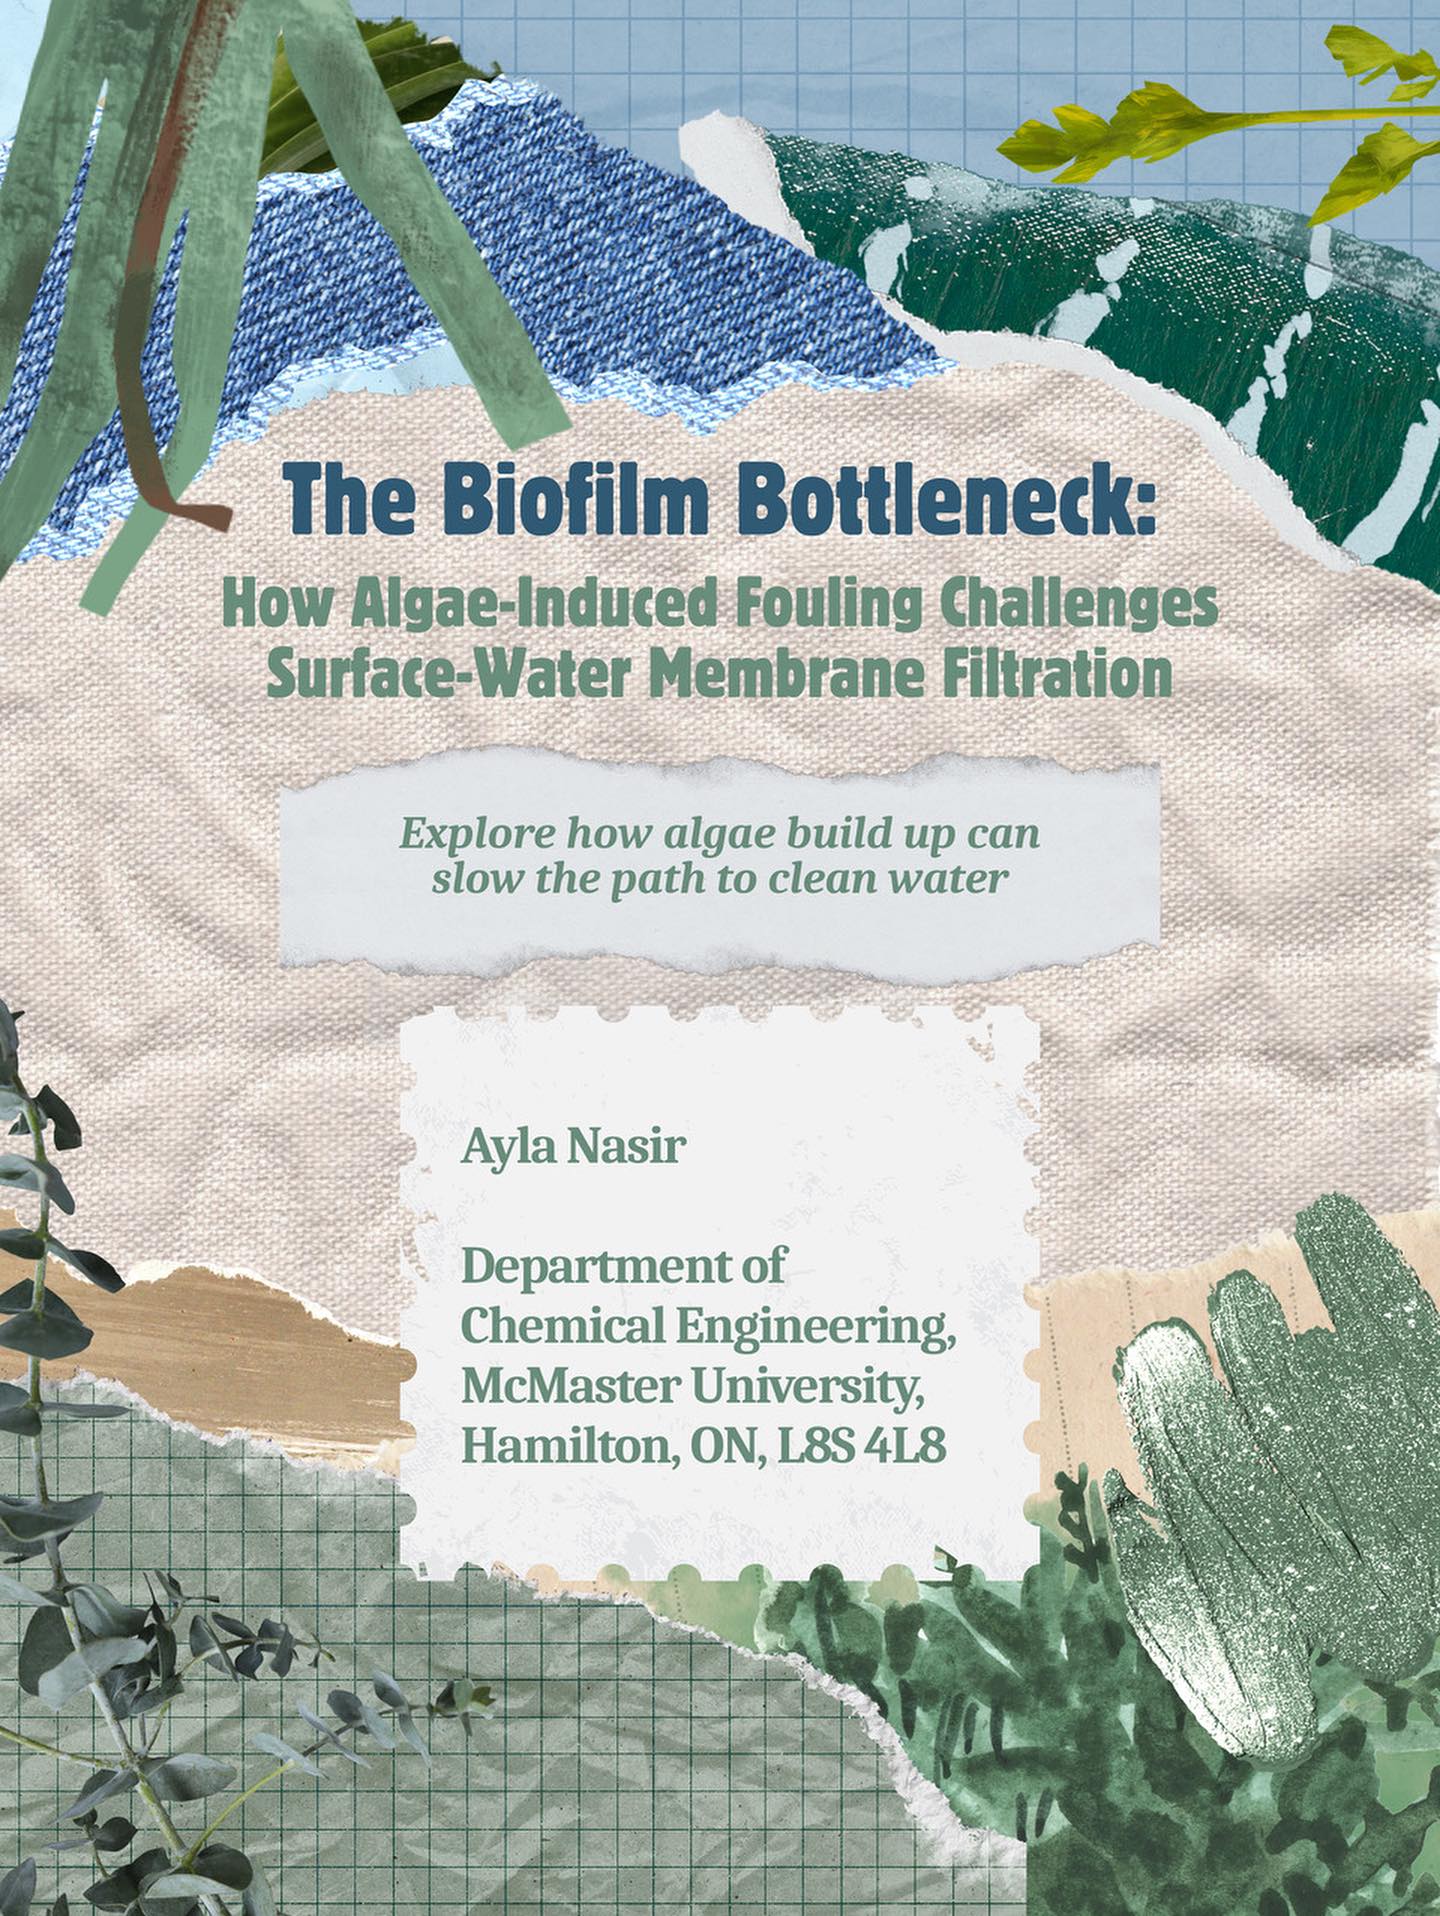 The Biofilm Bottleneck:
How Algae-Induced Fouling Challenges
Surface-Water Membrane Filtration
Explore how algae build up can
slow the path to clean water
Ayla Nasir
Department of
Chemical Engineering,
McMaster University,
Hamilton, ON, L8S 4L8